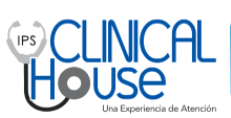 IPS
CLINICAL
HOUSE
Una Experiencia de Atención